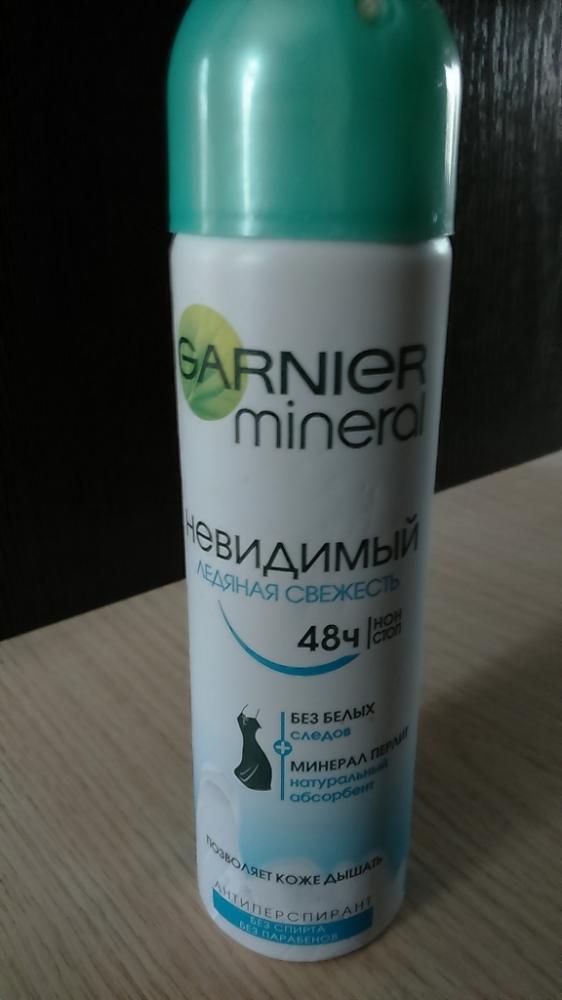 GARNIER
mineral
невидимый
ЛЕДЯНАЯ СВЕЖЕСТЬ
48ч НОН
СТОП
БЕЗ БЕЛЫХ
следов
+
МИНЕРАЛ ПЕРЛИТ
натуральный
абсорбент
ПОЗВОЛЯЕТ КОЖЕ ДЫШАТЬ
АНТИПЕРСПИРАНТ
БЕЗ СПИРТА
БЕЗ ПАРАБЕНОВ